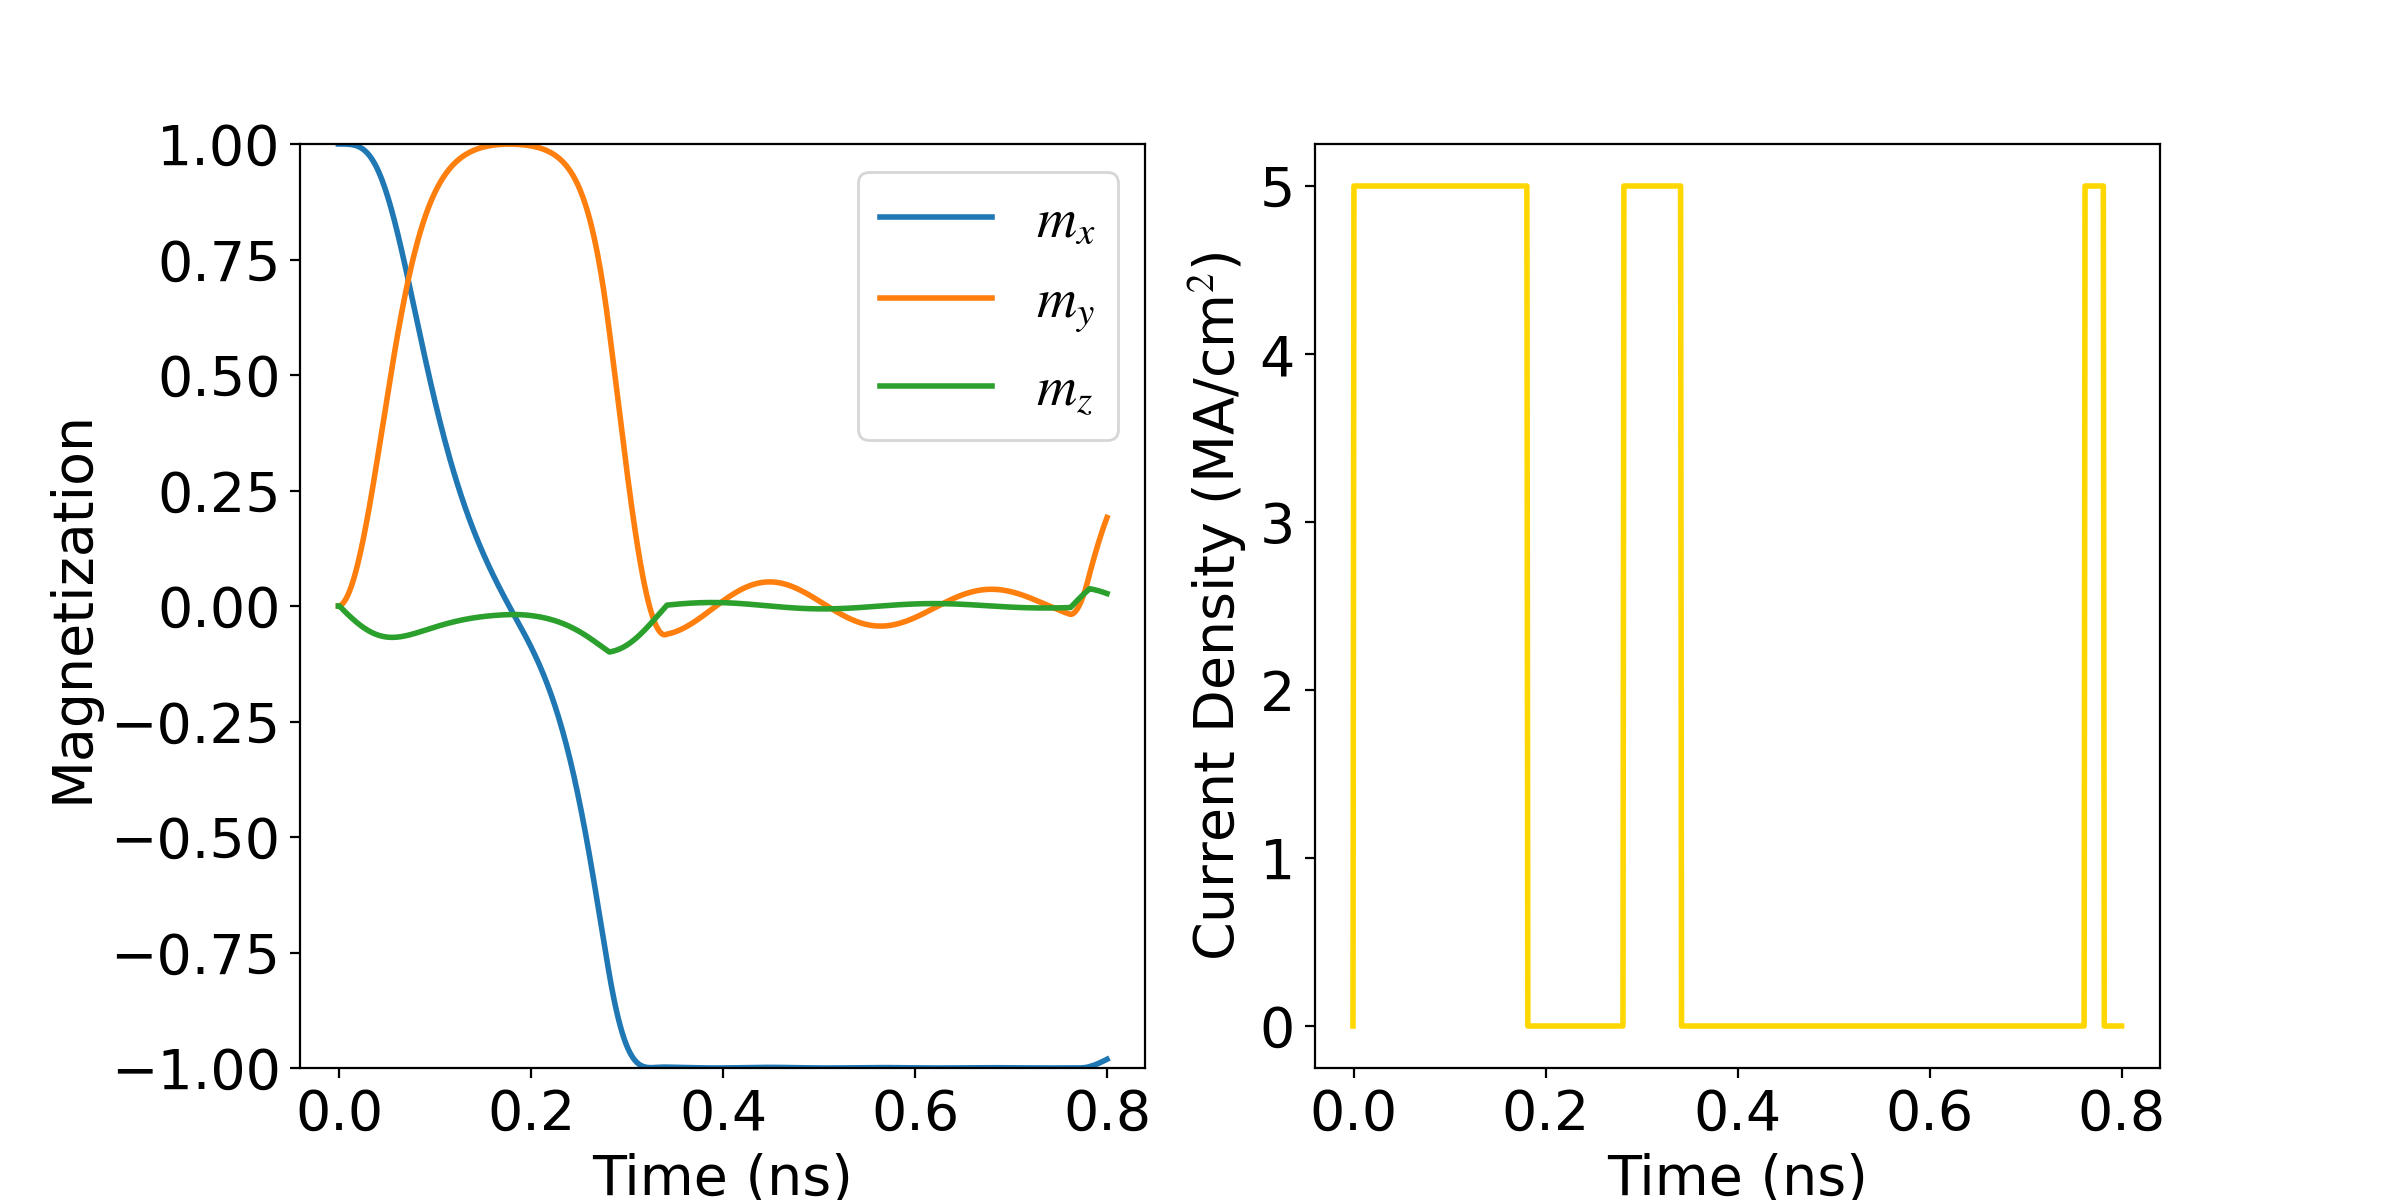 Magnetization
1.00
0.75
0.50
0.25
0.00
−0.25
−0.50
−0.75
−1.00
0.0 0.2 0.4 0.6 0.8
Time (ns)
m_x
m_y
m_z
Current Density (MA/cm²)
5
4
3
2
1
0
0.0 0.2 0.4 0.6 0.8
Time (ns)